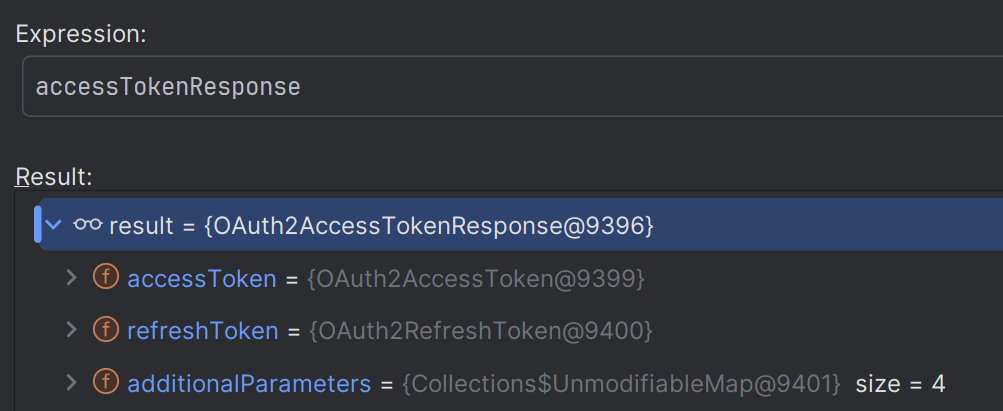 Expression:
accessTokenResponse
Result:
result = {OAuth2AccessTokenResponse@9396}
f accessToken = {OAuth2AccessToken@9399}
f refreshToken = {OAuth2RefreshToken@9400}
f additionalParameters = {Collections$UnmodifiableMap@9401} size = 4